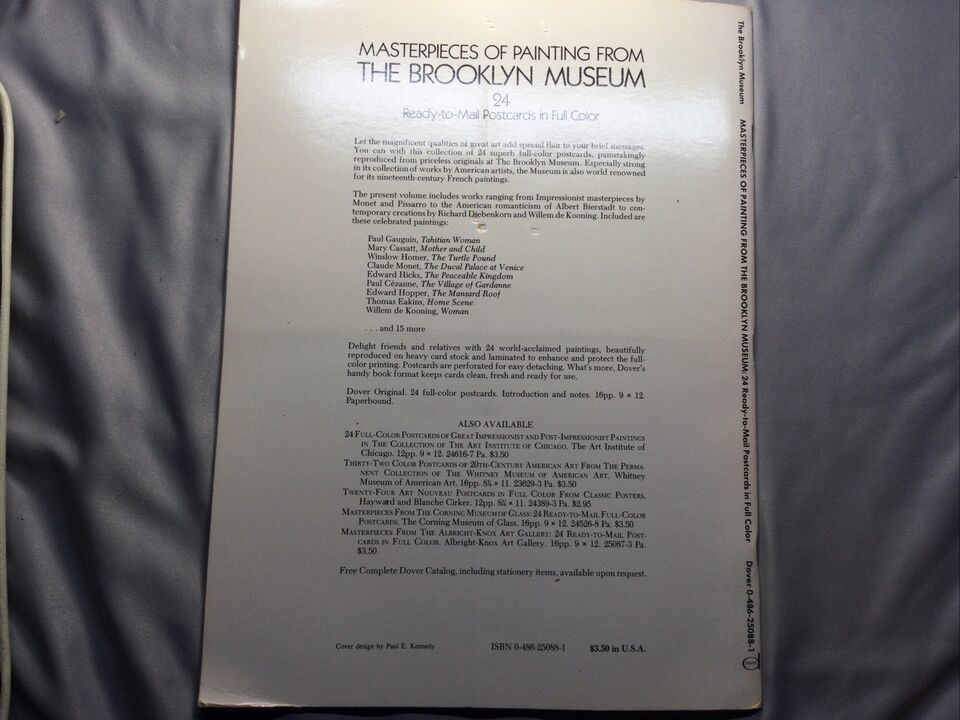 MASTERPIECES OF PAINTING FROM
THE BROOKLYN MUSEUM
24
Ready-to-Mail Postcards in Full Color
Let the magnificent qualities of great art add special flair to your brief messages.
You can with this collection of 24 superb full-color postcards, painstakingly
reproduced from priceless originals at The Brooklyn Museum. Especially strong
in its collection of works by American artists, the Museum is also world renowned
for its nineteenth-century French paintings.
The present volume includes works ranging from Impressionist masterpieces by
Monet and Pissarro to the American romanticism of Albert Bierstadt to con-
temporary creations by Richard Diebenkorn and Willem de Kooning. Included are
these celebrated paintings:
Paul Gauguin, Tahitian Woman
Mary Cassatt, Mother and Child
Winslow Homer, The Turtle Pound
Claude Monet, The Ducal Palace at Venice
Edward Hicks, The Peaceable Kingdom
Paul Cézanne, The Village of Gardanne
Edward Hopper, The Mansard Roof
Thomas Eakins, Home Scene
Willem de Kooning, Woman
. . . and 15 more
Delight friends and relatives with 24 world-acclaimed paintings, beautifully
reproduced on heavy card stock and laminated to enhance and protect the full-
color printing. Postcards are perforated for easy detaching. What's more, Dover's
handy book format keeps cards clean, fresh and ready for use.
Dover Original. 24 full-color postcards. Introduction and notes. 16pp. 9 × 12.
Paperbound.
ALSO AVAILABLE
24 FULL-COLOR POSTCARDS OF GREAT IMPRESSIONIST AND POST-IMPRESSIONIST PAINTINGS
IN THE COLLECTION OF THE ART INSTITUTE OF CHICAGO, The Art Institute of
Chicago. 12pp. 9 × 12. 24616-7 Pa. $3.50
THIRTY-TWO COLOR POSTCARDS OF 20TH-CENTURY AMERICAN ART FROM THE PERMA-
NENT COLLECTION OF THE WHITNEY MUSEUM OF AMERICAN ART, Whitney
Museum of American Art. 16pp. 8¼ × 11. 23629-3 Pa. $3.50
TWENTY-FOUR ART NOUVEAU POSTCARDS IN FULL COLOR FROM CLASSIC POSTERS,
Hayward and Blanche Cirker. 12pp. 8¼ × 11. 24389-3 Pa. $2.95
MASTERPIECES FROM THE CORNING MUSEUM OF GLASS: 24 READY-TO-MAIL FULL-COLOR
POSTCARDS, The Corning Museum of Glass. 16pp. 9 × 12. 24526-8 Pa. $3.50
MASTERPIECES FROM THE ALBRIGHT-KNOX ART GALLERY: 24 READY-TO-MAIL POST-
CARDS IN FULL COLOR, Albright-Knox Art Gallery. 16pp. 9 × 12. 25087-3 Pa.
$3.50
Free Complete Dover Catalog, including stationery items, available upon request.
Cover design by Paul E. Kennedy
ISBN 0-486-25088-1
$3.50 in U.S.A.
The Brooklyn Museum MASTERPIECES OF PAINTING FROM THE BROOKLYN MUSEUM: 24 Ready-to-Mail Postcards in Full Color Dover 0-486-25088-1